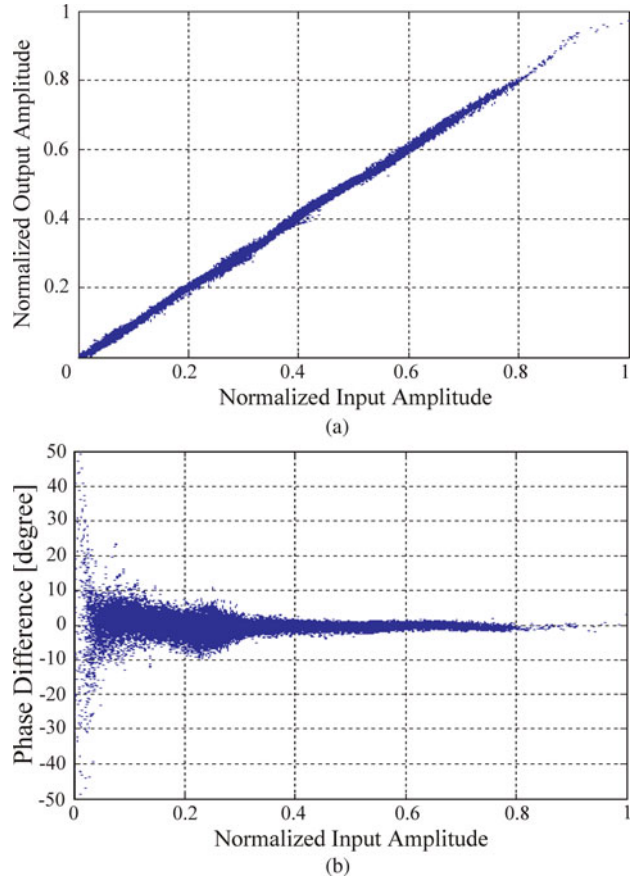 1
0.8
0.6
0.4
0.2
Normalized Output Amplitude
0 0.2 0.4 0.6 0.8 1
Normalized Input Amplitude
(a)
50
40
30
20
10
0
-10
-20
-30
-40
-50
Phase Difference [degree]
0 0.2 0.4 0.6 0.8 1
Normalized Input Amplitude
(b)